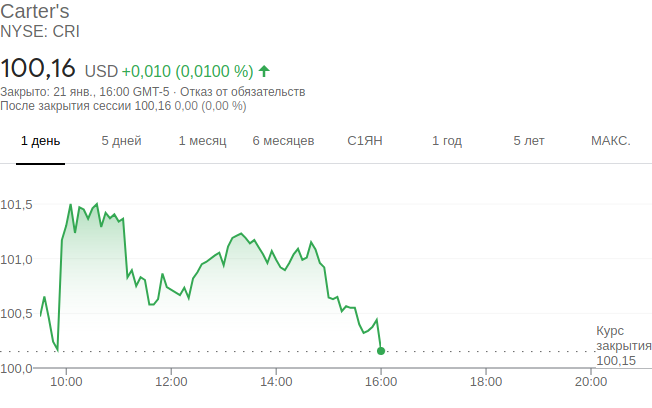 Carter's
NYSE: CRI
100,16 USD +0,010 (0,0100 %)
Закрыто: 21 янв., 16:00 GMT-5 · Отказ от обязательств
После закрытия сессии 100,16 0,00 (0,00 %)
1 день 5 дней 1 месяц 6 месяцев С1ЯН 1 год 5 лет МАКС.
101,5
101,0
100,5
Курс
закрытия
100,15
100,0
10:00 12:00 14:00 16:00 18:00 20:00